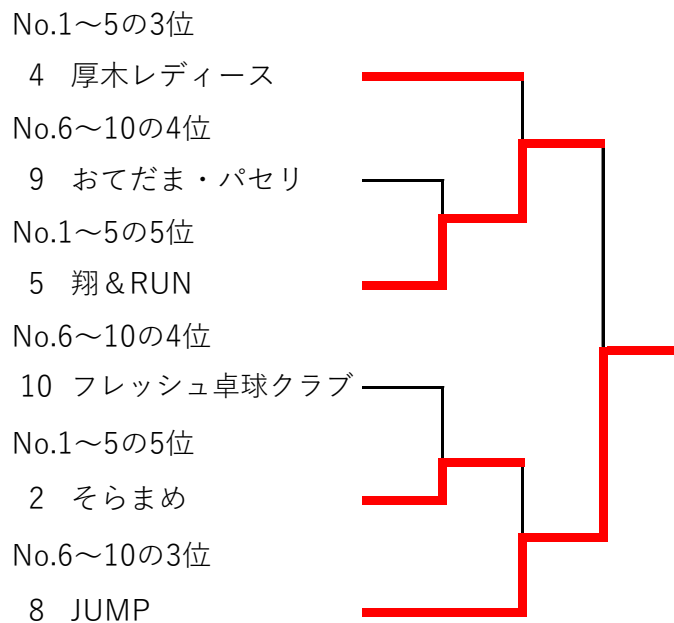 No.1～5の3位
4 厚木レディース
No.6～10の4位
9 おてだま・パセリ
No.1～5の5位
5 翔＆RUN
No.6～10の4位
10 フレッシュ卓球クラブ
No.1～5の5位
2 そらまめ
No.6～10の3位
8 JUMP